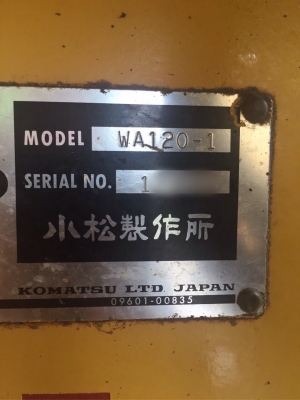 MODEL WA120-1
SERIAL NO. 1
小松製作所
KOMATSU LTD. JAPAN
09601-00835